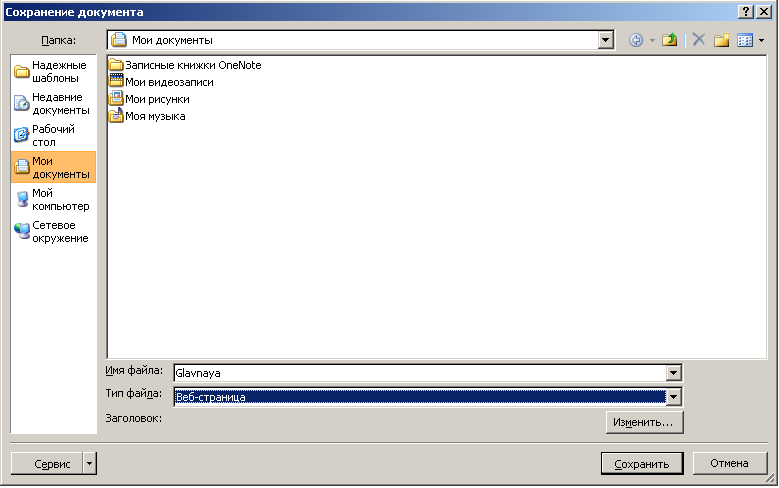 Сохранение документа
Папка:
Мои документы
Надежные
шаблоны
Недавние
документы
Рабочий
стол
Мои
документы
Мой
компьютер
Сетевое
окружение
Записные книжки OneNote
Мои видеозаписи
Мои рисунки
Моя музыка
Имя файла:
Glavnaya
Тип файла:
Веб-страница
Заголовок:
Изменить...
Сервис
Сохранить
Отмена